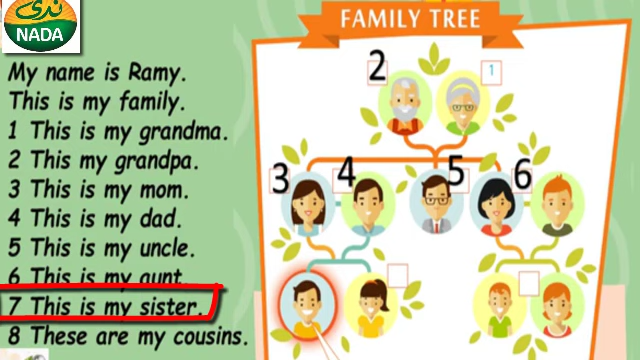 ندى
NADA
My name is Ramy.
This is my family.
1 This is my grandma.
2 This my grandpa.
3 This is my mom.
4 This is my dad.
5 This is my uncle.
6 This is my aunt.
7 This is my sister.
8 These are my cousins.
FAMILY TREE
2
1
3
4
5
6